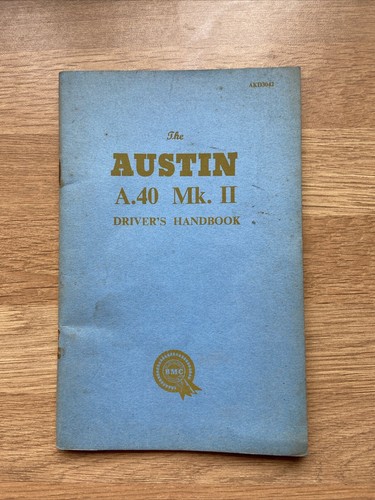 The
AUSTIN
A.40 Mk. II
DRIVER'S HANDBOOK
BMC